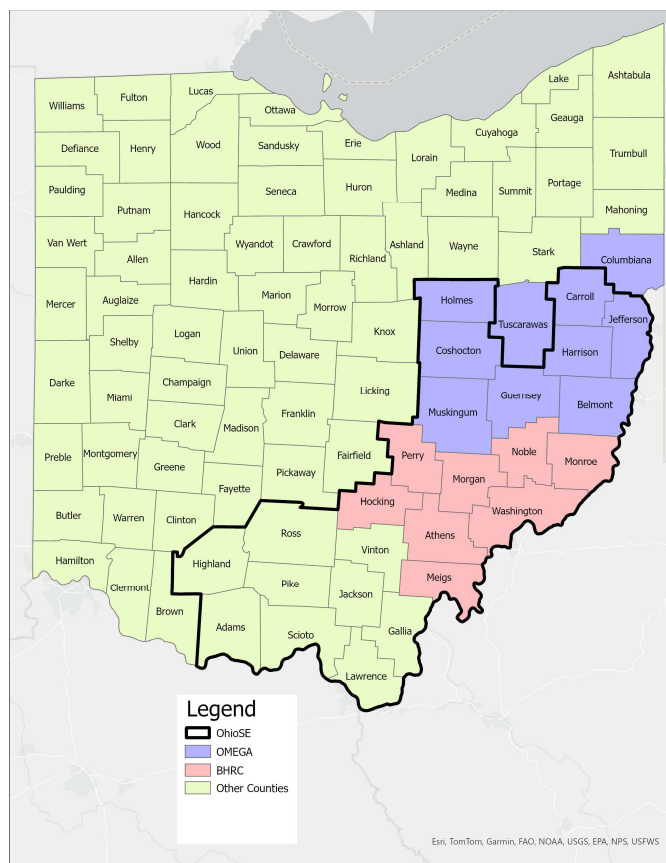 Lake
Ashtabula
Lucas
Fulton
Williams
Geauga
Ottawa
Cuyahoga
Wood
Erie
Sandusky
Defiance
Henry
Trumbull
Lorain
Portage
Paulding
Seneca
Huron
Medina
Summit
Putnam
Hancock
Mahoning
Van Wert
Wyandot
Crawford
Ashland
Wayne
Stark
Allen
Richland
Columbiana
Hardin
Marion
Carroll
Mercer
Auglaize
Holmes
Morrow
Jefferson
Tuscarawas
Logan
Knox
Shelby
Union
Delaware
Coshocton
Harrison
Darke
Champaign
Licking
Miami
Guernsey
Belmont
Franklin
Muskingum
Clark
Madison
Preble
Montgomery
Fairfield
Perry
Noble
Monroe
Greene
Pickaway
Morgan
Fayette
Hocking
Washington
Butler
Warren
Clinton
Ross
Athens
Vinton
Hamilton
Highland
Meigs
Clermont
Pike
Jackson
Brown
Adams
Scioto
Gallia
Lawrence
Legend
OhioSE
OMEGA
BHRC
Other Counties
Esri, TomTom, Garmin, FAO, NOAA, USGS, EPA, NPS, USFWS